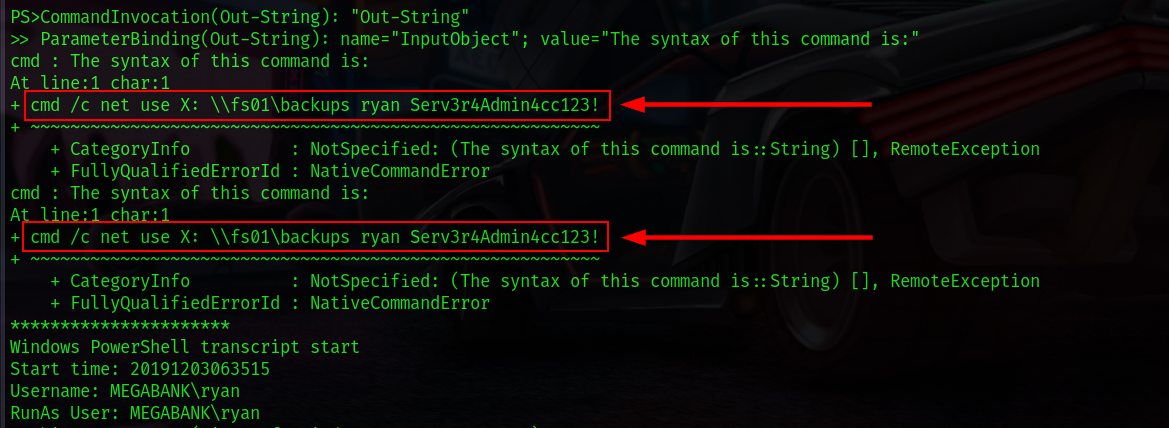 PS>CommandInvocation(Out-String): "Out-String"
>> ParameterBinding(Out-String): name="InputObject"; value="The syntax of this command is:"
cmd : The syntax of this command is:
At line:1 char:1
+ cmd /c net use X: \\fs01\backups ryan Serv3r4Admin4cc123!
+ ~~~~~~~~~~~~~~~~~~~~~~~~~~~~~~~~~~~~~~~~~~~~~~~~~~~~~~~~~
    + CategoryInfo          : NotSpecified: (The syntax of this command is::String) [], RemoteException
    + FullyQualifiedErrorId : NativeCommandError
cmd : The syntax of this command is:
At line:1 char:1
+ cmd /c net use X: \\fs01\backups ryan Serv3r4Admin4cc123!
+ ~~~~~~~~~~~~~~~~~~~~~~~~~~~~~~~~~~~~~~~~~~~~~~~~~~~~~~~~~
    + CategoryInfo          : NotSpecified: (The syntax of this command is::String) [], RemoteException
    + FullyQualifiedErrorId : NativeCommandError
**********************
Windows PowerShell transcript start
Start time: 20191203063515
Username: MEGABANK\ryan
RunAs User: MEGABANK\ryan